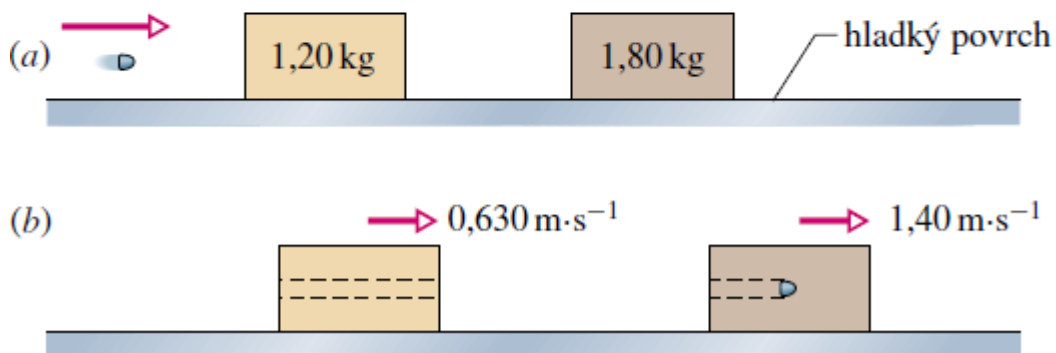 (a)
1,20 kg
1,80 kg
hladký povrch
(b)
0,630 m·s⁻¹
1,40 m·s⁻¹